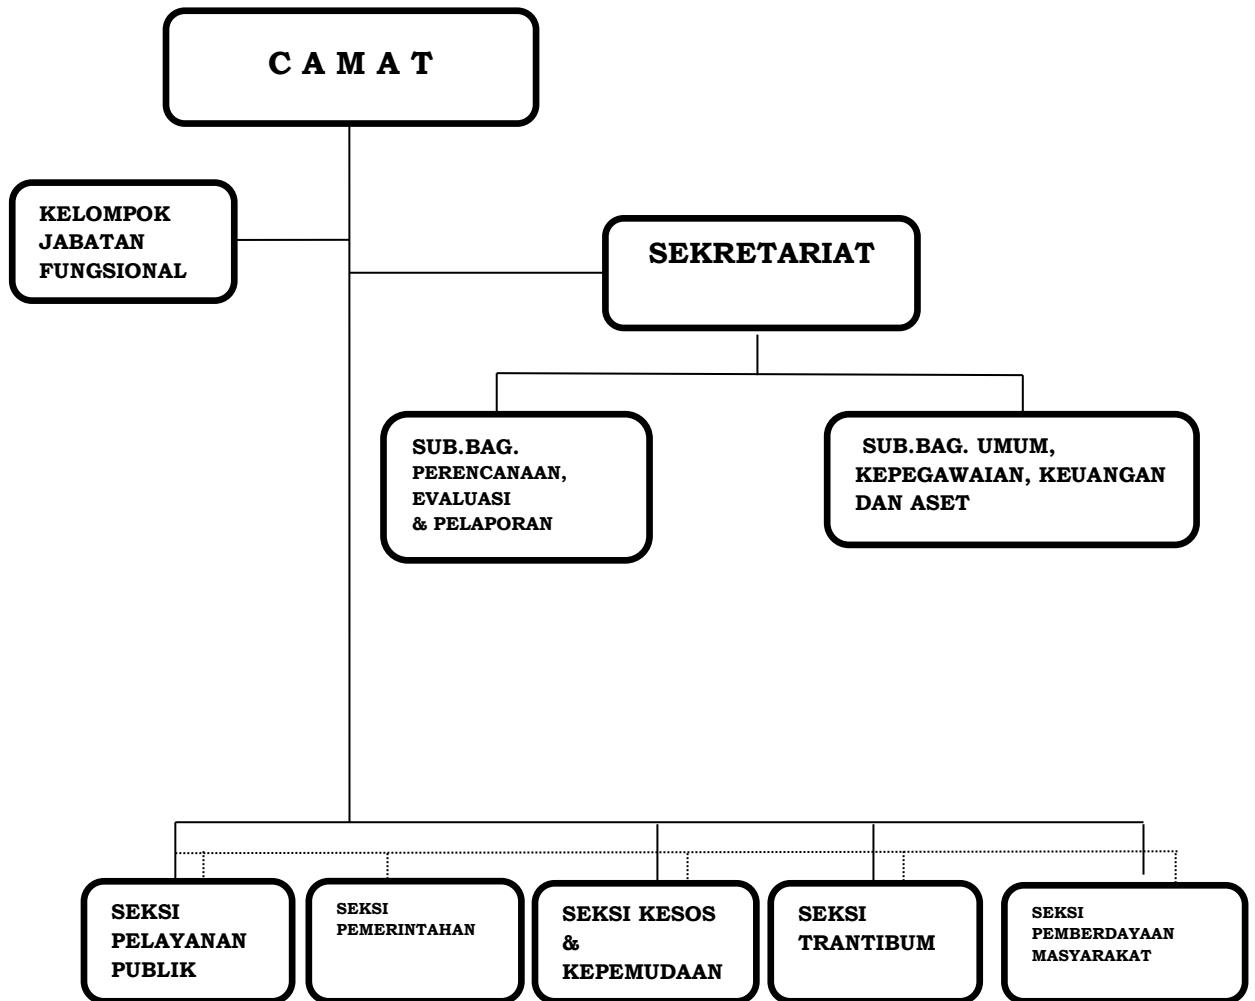 C A M A T
KELOMPOK
JABATAN
FUNGSIONAL
SEKRETARIAT
SUB.BAG.
PERENCANAAN,
EVALUASI
& PELAPORAN
SUB.BAG. UMUM,
KEPEGAWAIAN, KEUANGAN
DAN ASET
SEKSI
PELAYANAN
PUBLIK
SEKSI
PEMERINTAHAN
SEKSI KESOS
&
KEPEMUDAAN
SEKSI
TRANTIBUM
SEKSI
PEMBERDAYAAN
MASYARAKAT